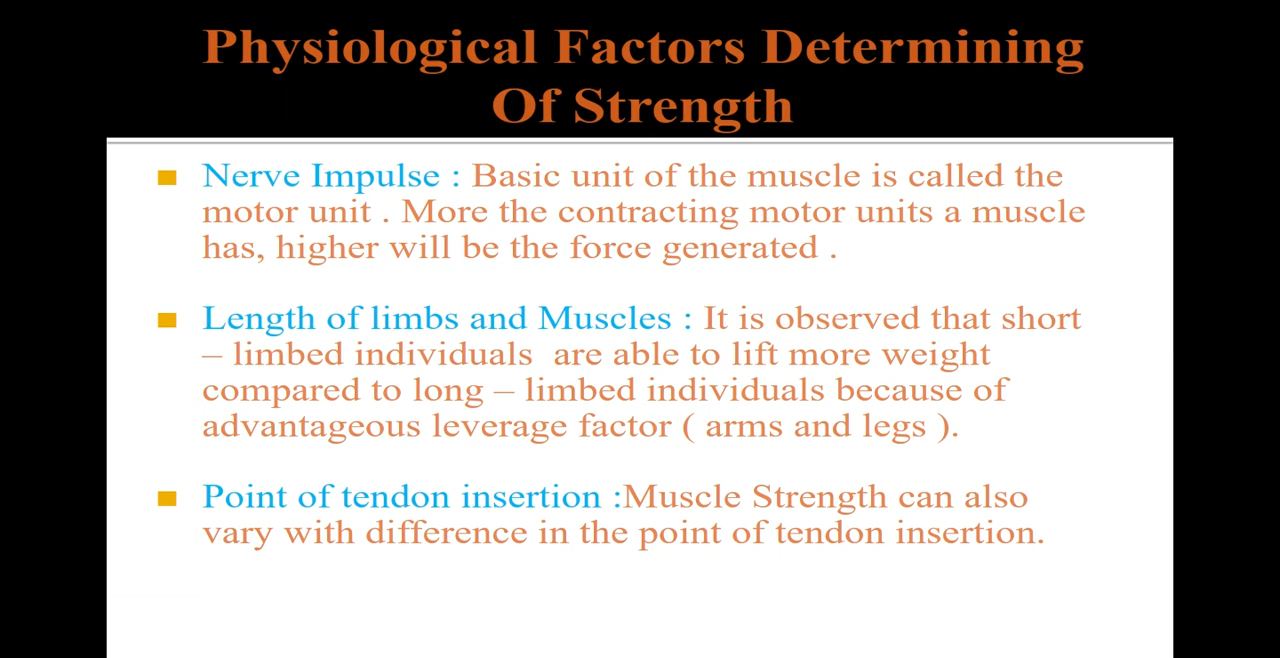 Physiological Factors Determining
Of Strength
Nerve Impulse : Basic unit of the muscle is called the
motor unit . More the contracting motor units a muscle
has, higher will be the force generated .
Length of limbs and Muscles : It is observed that short
– limbed individuals  are able to lift more weight
compared to long – limbed individuals because of
advantageous leverage factor ( arms and legs ).
Point of tendon insertion :Muscle Strength can also
vary with difference in the point of tendon insertion.